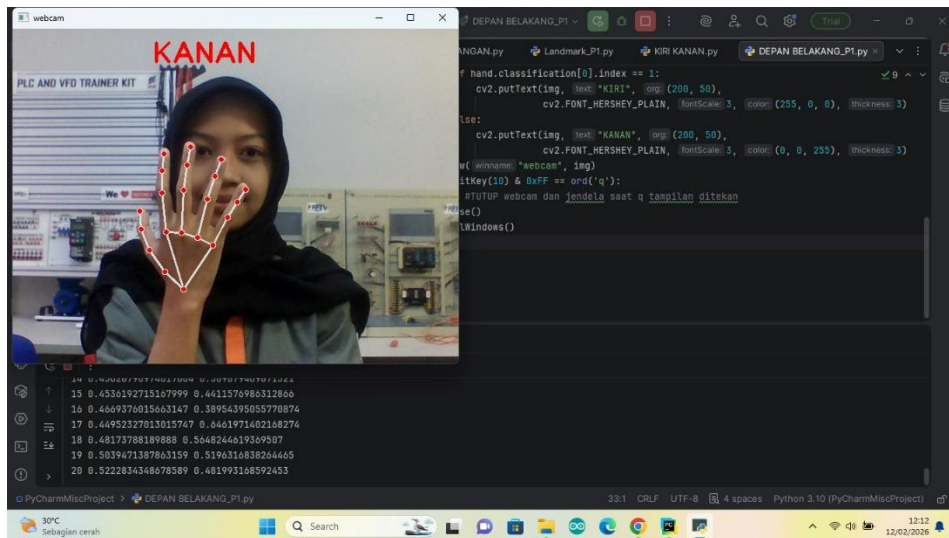 webcam
KANAN
PLC AND VFD TRAINER KIT
We
DEPAN BELAKANG_P1
Trial
Landmark_P1.py
KIRI KANAN.py
DEPAN BELAKANG_P1.py
hand.classification[0].index == 1:
9
cv2.putText(img, text: "KIRI", org: (200, 50),
cv2.FONT_HERSHEY_PLAIN, fontScale: 3, color: (255, 0, 0), thickness: 3)
lse:
cv2.putText(img, text: "KANAN", org: (200, 50),
cv2.FONT_HERSHEY_PLAIN, fontScale: 3, color: (0, 0, 255), thickness: 3)
w( winname: "webcam", img)
itKey(10) & 0xFF == ord('q'):
#TUTUP webcam dan jendela saat q tampilan ditekan
se()
lWindows()
15 0.4536192715167999 0.4411576986312866
16 0.4669376015663147 0.38954395055770874
17 0.44952327013015747 0.6461971402168274
18 0.48173788189888 0.5648244619369507
19 0.5039471387863159 0.5196316838264465
20 0.5222834348678589 0.481993168592453
PyCharmMiscProject > DEPAN BELAKANG_P1.py
33:1 CRLF UTF-8 4 spaces Python 3.10 (PyCharmMiscProject)
30°C
Sebagian cerah
Search
12:12
12/02/2026